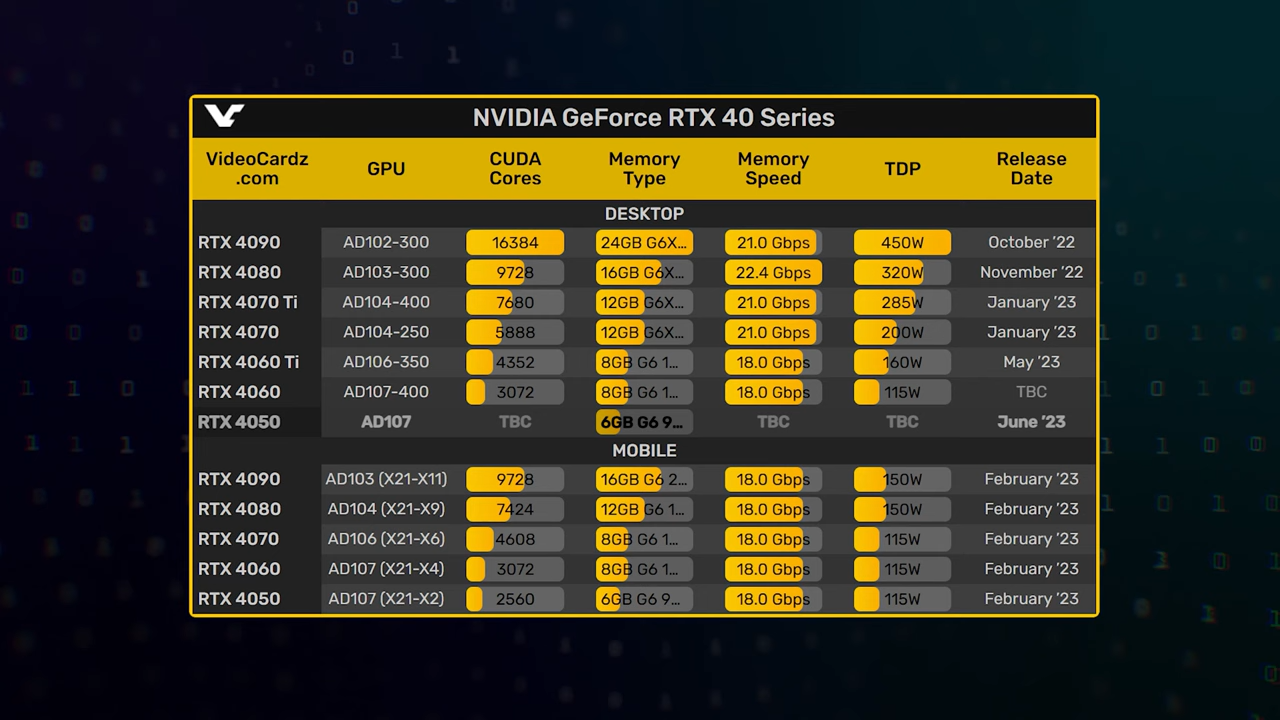 NVIDIA GeForce RTX 40 Series
VideoCardz .com GPU CUDA Cores Memory Type Memory Speed TDP Release Date
DESKTOP
RTX 4090 AD102-300 16384 24GB G6X... 21.0 Gbps 450W October ’22
RTX 4080 AD103-300 9728 16GB G6X... 22.4 Gbps 320W November ’22
RTX 4070 Ti AD104-400 7680 12GB G6X... 21.0 Gbps 285W January ’23
RTX 4070 AD104-250 5888 12GB G6X... 21.0 Gbps 200W January ’23
RTX 4060 Ti AD106-350 4352 8GB G6 1... 18.0 Gbps 160W May ’23
RTX 4060 AD107-400 3072 8GB G6 1... 18.0 Gbps 115W TBC
RTX 4050 AD107 TBC 6GB G6 9... TBC TBC June ’23
MOBILE
RTX 4090 AD103 (X21-X11) 9728 16GB G6 2... 18.0 Gbps 150W February ’23
RTX 4080 AD104 (X21-X9) 7424 12GB G6 1... 18.0 Gbps 150W February ’23
RTX 4070 AD106 (X21-X6) 4608 8GB G6 1... 18.0 Gbps 115W February ’23
RTX 4060 AD107 (X21-X4) 3072 8GB G6 1... 18.0 Gbps 115W February ’23
RTX 4050 AD107 (X21-X2) 2560 6GB G6 9... 18.0 Gbps 115W February ’23